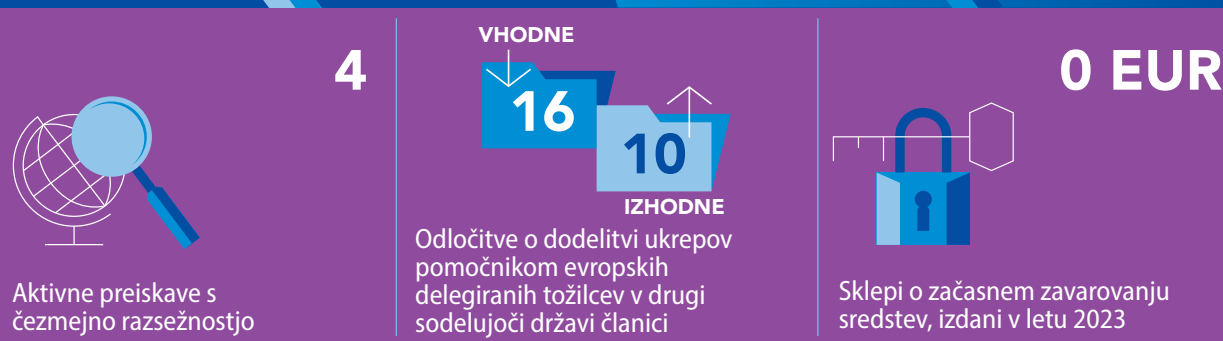 4
Aktivne preiskave s
čezmejno razsežnostjo
VHODNE
16
10
IZHODNE
Odločitve o dodelitvi ukrepov
pomočnikom evropskih
delegiranih tožilcev v drugi
sodelujoči državi članici
0 EUR
Sklepi o začasnem zavarovanju
sredstev, izdani v letu 2023